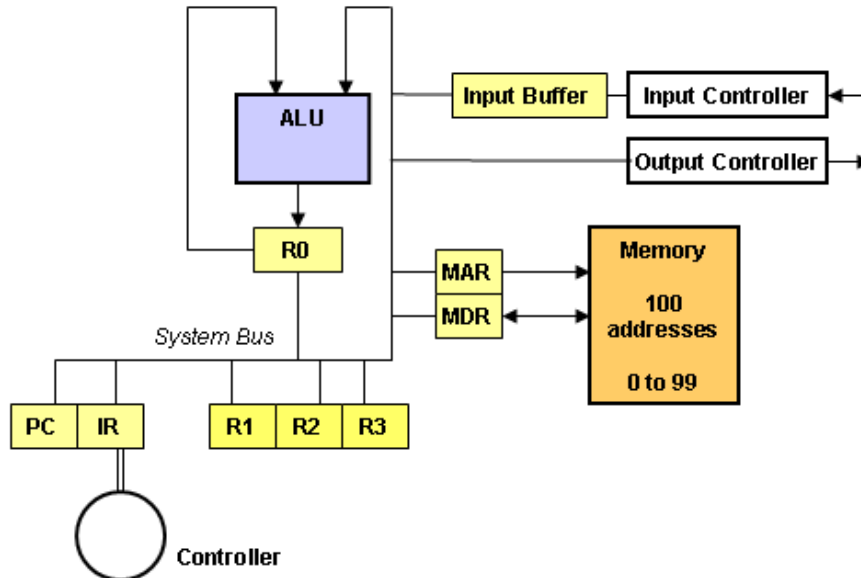 ALU
Input Buffer
Input Controller
Output Controller
R0
MAR
MDR
Memory
100
addresses
0 to 99
System Bus
PC
IR
R1
R2
R3
Controller